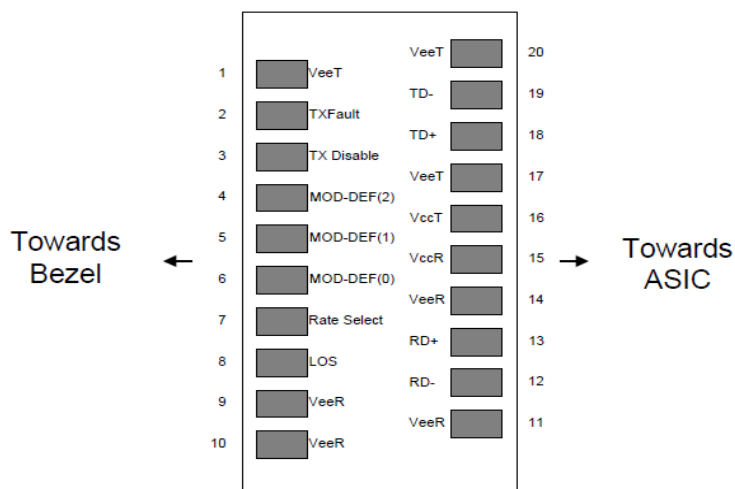 1 VeeT
2 TXFault
3 TX Disable
4 MOD-DEF(2)
5 MOD-DEF(1)
6 MOD-DEF(0)
7 Rate Select
8 LOS
9 VeeR
10 VeeR
VeeT 20
TD- 19
TD+ 18
VeeT 17
VccT 16
VccR 15
VeeR 14
RD+ 13
RD- 12
VeeR 11
Towards
Bezel
Towards
ASIC